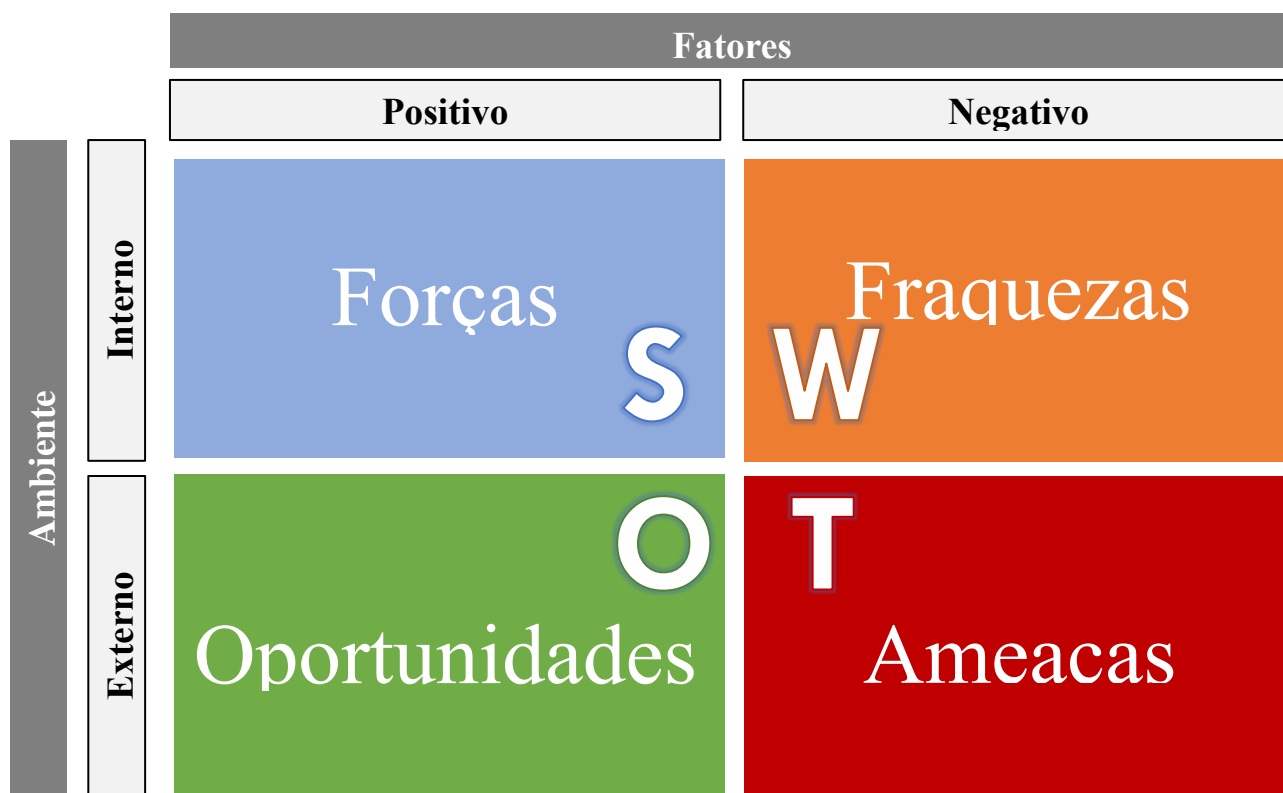 Fatores
Positivo
Negativo
Ambiente
Interno
Forças
S
Fraquezas
W
Externo
O
Oportunidades
T
Ameacas